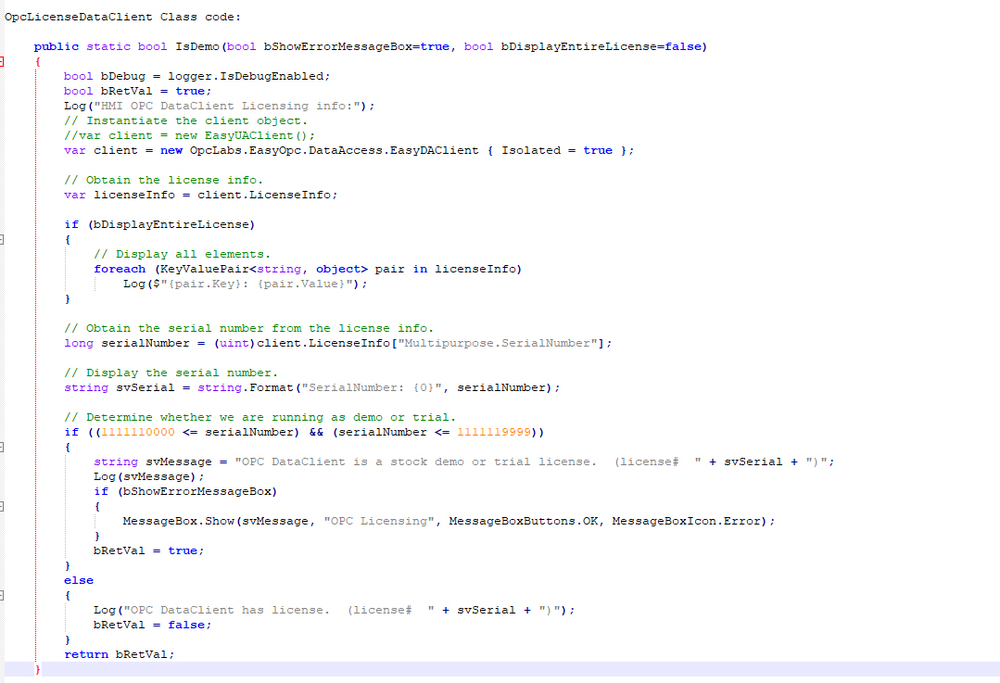 OpcLicenseDataClient Class code:
public static bool IsDemo(bool bShowErrorMessageBox=true, bool bDisplayEntireLicense=false)
{
bool bDebug = logger.IsDebugEnabled;
bool bRetVal = true;
Log("HMI OPC DataClient Licensing info:");
// Instantiate the client object.
//var client = new EasyUAClient();
var client = new OpcLabs.EasyOpc.DataAccess.EasyDAClient { Isolated = true };
// Obtain the license info.
var licenseInfo = client.LicenseInfo;
if (bDisplayEntireLicense)
{
// Display all elements.
foreach (KeyValuePair<string, object> pair in licenseInfo)
Log($"{pair.Key}: {pair.Value}");
}
// Obtain the serial number from the license info.
long serialNumber = (uint)client.LicenseInfo["Multipurpose.SerialNumber"];
// Display the serial number.
string svSerial = string.Format("SerialNumber: {0}", serialNumber);
// Determine whether we are running as demo or trial.
if ((1111110000 <= serialNumber) && (serialNumber <= 1111119999))
{
string svMessage = "OPC DataClient is a stock demo or trial license.  (license#  " + svSerial + ")";
Log(svMessage);
if (bShowErrorMessageBox)
{
MessageBox.Show(svMessage, "OPC Licensing", MessageBoxButtons.OK, MessageBoxIcon.Error);
}
bRetVal = true;
}
else
{
Log("OPC DataClient has license.  (license#  " + svSerial + ")");
bRetVal = false;
}
return bRetVal;
}